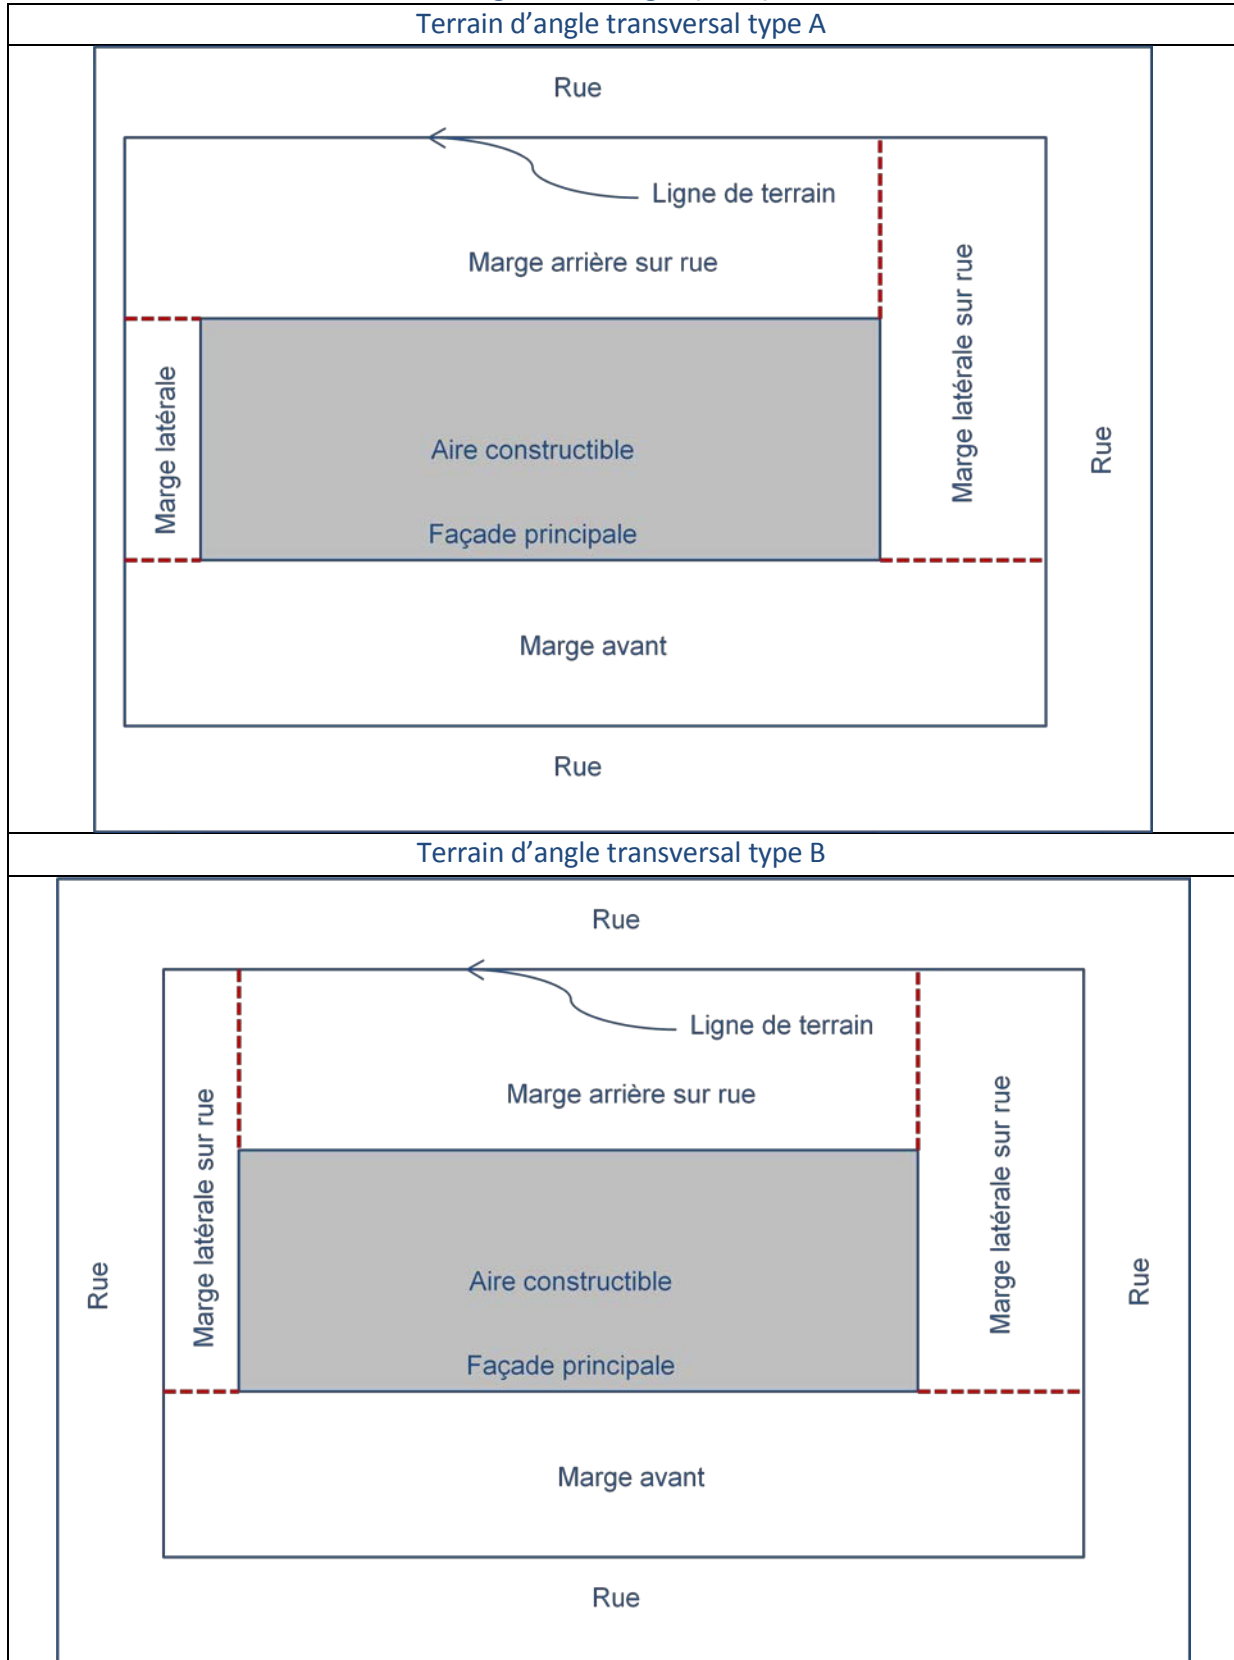 Terrain d’angle transversal type A
Rue
Ligne de terrain
Marge arrière sur rue
Marge latérale sur rue
Marge latérale
Rue
Aire constructible
Façade principale
Marge avant
Rue
Terrain d’angle transversal type B
Rue
Ligne de terrain
Marge arrière sur rue
Marge latérale sur rue
Marge latérale sur rue
Rue
Rue
Aire constructible
Façade principale
Marge avant
Rue